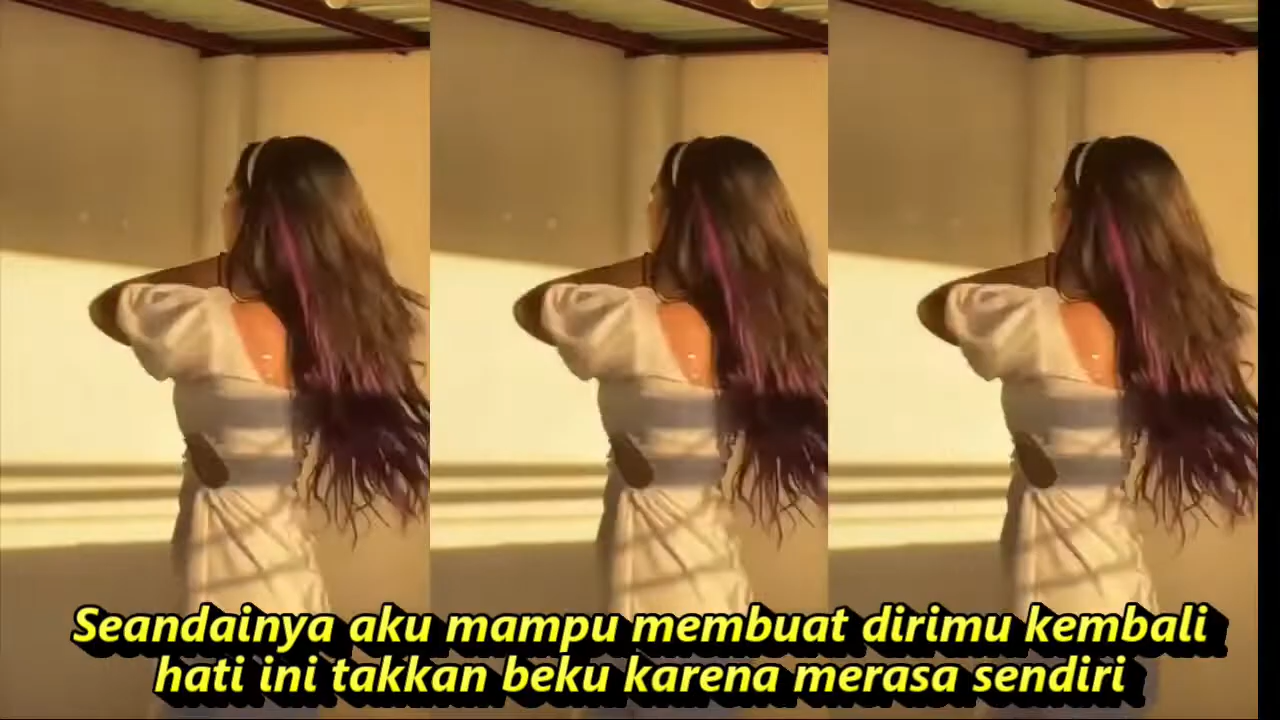 Seandainya aku mampu membuat dirimu kembali
hati ini takkan beku karena merasa sendiri